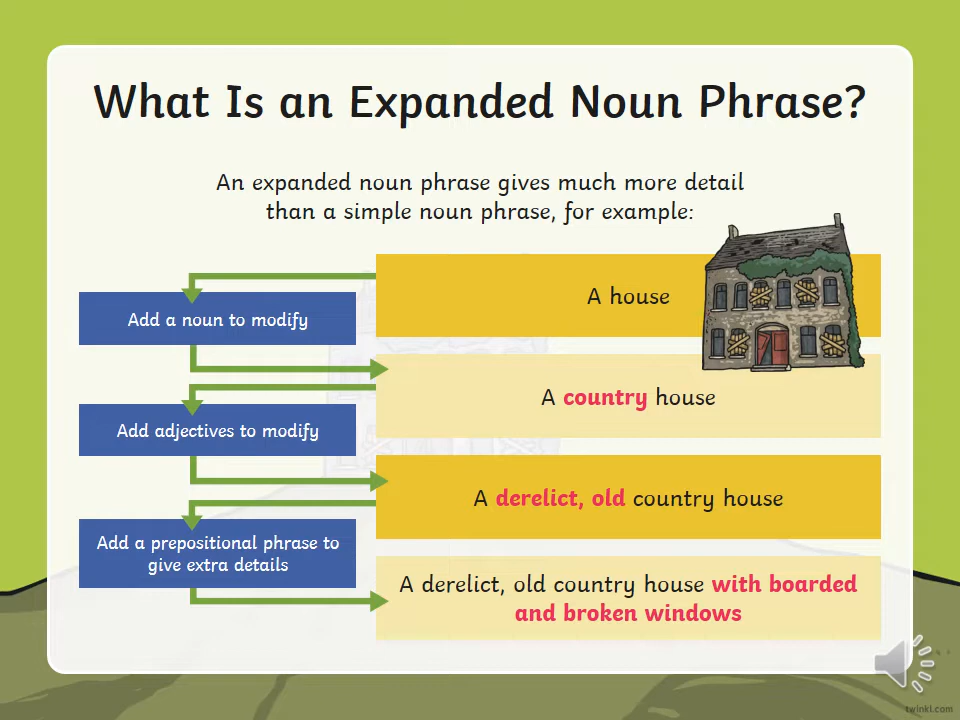 What Is an Expanded Noun Phrase?
An expanded noun phrase gives much more detail
than a simple noun phrase, for example:
A house
Add a noun to modify
A country house
Add adjectives to modify
A derelict, old country house
Add a prepositional phrase to
give extra details
A derelict, old country house with boarded
and broken windows
twinkl.com